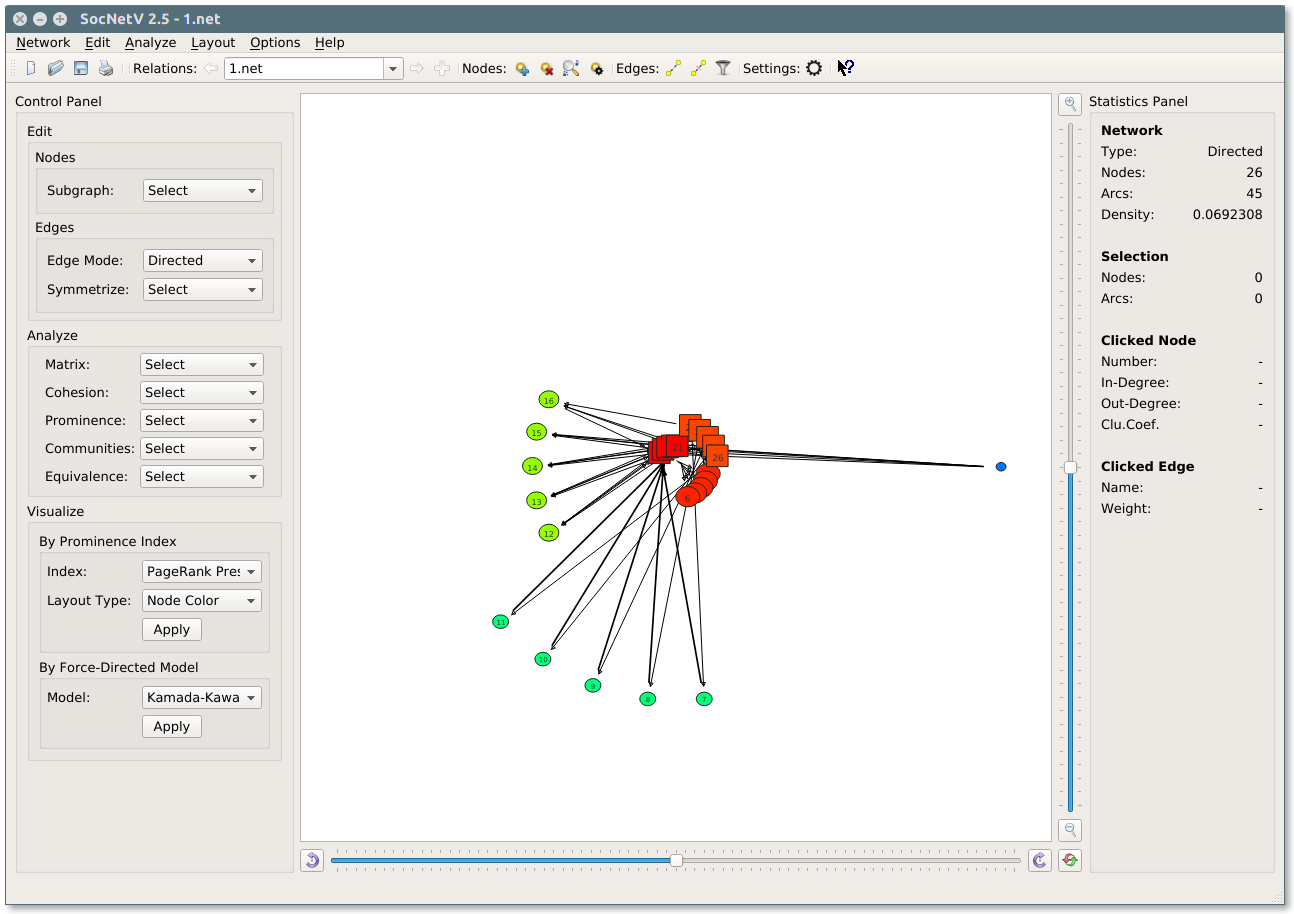 SocNetV 2.5 - 1.net
Network Edit Analyze Layout Options Help
Relations: 1.net Nodes: Edges: Settings:
Control Panel
Edit
Nodes
Subgraph: Select
Edges
Edge Mode: Directed
Symmetrize: Select
Analyze
Matrix: Select
Cohesion: Select
Prominence: Select
Communities: Select
Equivalence: Select
Visualize
By Prominence Index
Index: PageRank Pres
Layout Type: Node Color
Apply
By Force-Directed Model
Model: Kamada-Kawa
Apply
16
15
14
13
12
11
10
9
8
7
6
21
26
Statistics Panel
Network
Type: Directed
Nodes: 26
Arcs: 45
Density: 0.0692308
Selection
Nodes: 0
Arcs: 0
Clicked Node
Number: -
In-Degree: -
Out-Degree: -
Clu.Coef. -
Clicked Edge
Name: -
Weight: -